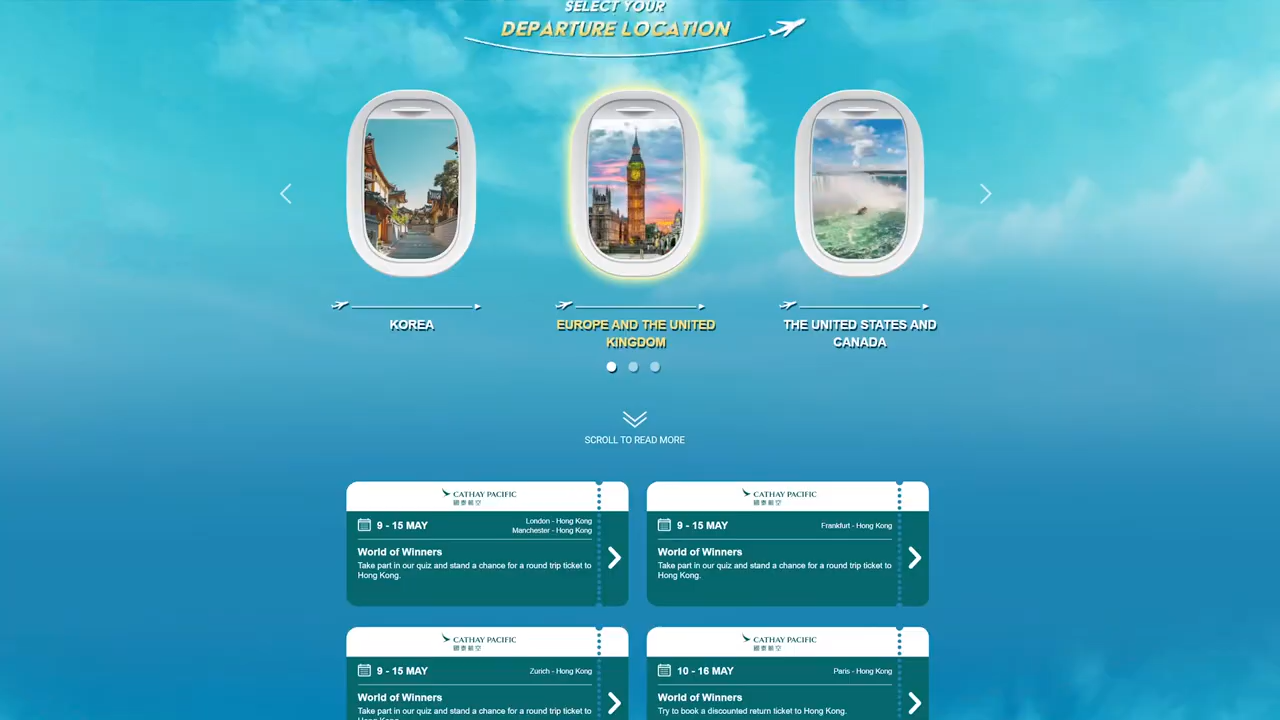 SELECT YOUR
DEPARTURE LOCATION
KOREA
EUROPE AND THE UNITED
KINGDOM
THE UNITED STATES AND
CANADA
SCROLL TO READ MORE
CATHAY PACIFIC
國泰航空
9 - 15 MAY
London - Hong Kong
Manchester - Hong Kong
World of Winners
Take part in our quiz and stand a chance for a round trip ticket to
Hong Kong.
CATHAY PACIFIC
國泰航空
9 - 15 MAY
Frankfurt - Hong Kong
World of Winners
Take part in our quiz and stand a chance for a round trip ticket to
Hong Kong.
CATHAY PACIFIC
國泰航空
9 - 15 MAY
Zurich - Hong Kong
World of Winners
Take part in our quiz and stand a chance for a round trip ticket to
Hong Kong.
CATHAY PACIFIC
國泰航空
10 - 16 MAY
Paris - Hong Kong
World of Winners
Try to book a discounted return ticket to Hong Kong.